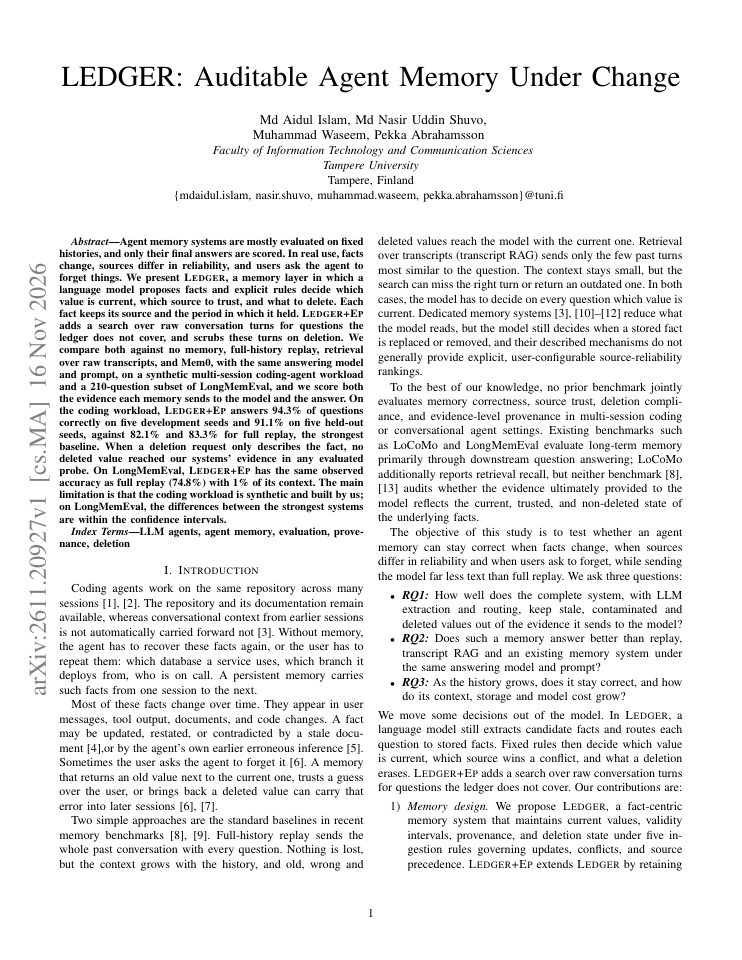 LEDGER: Auditable Agent Memory Under Change
Md Aidul Islam, Md Nasir Uddin Shuvo,
Muhammad Waseem, Pekka Abrahamsson
Faculty of Information Technology and Communication Sciences
Tampere University
Tampere, Finland
{mdaidul.islam, nasir.shuvo, muhammad.waseem, pekka.abrahamsson}@tuni.fi
arXiv:2611.20927v1 [cs.MA] 16 Nov 2026
Abstract—Agent memory systems are mostly evaluated on fixed
histories, and only their final answers are scored. In real use, facts
change, sources differ in reliability, and users ask the agent to
forget things. We present LEDGER, a memory layer in which a
language model proposes facts and explicit rules decide which
value is current, which source to trust, and what to delete. Each
fact keeps its source and the period in which it held. LEDGER+EP
adds a search over raw conversation turns for questions the
ledger does not cover, and scrubs these turns on deletion. We
compare both against no memory, full-history replay, retrieval
over raw transcripts, and Mem0, with the same answering model
and prompt, on a synthetic multi-session coding-agent workload
and a 210-question subset of LongMemEval, and we score both
the evidence each memory sends to the model and the answer. On
the coding workload, LEDGER+EP answers 94.3% of questions
correctly on five development seeds and 91.1% on five held-out
seeds, against 82.1% and 83.3% for full replay, the strongest
baseline. When a deletion request only describes the fact, no
deleted value reached our systems' evidence in any evaluated
probe. On LongMemEval, LEDGER+EP has the same observed
accuracy as full replay (74.8%) with 1% of its context. The main
limitation is that the coding workload is synthetic and built by us;
on LongMemEval, the differences between the strongest systems
are within the confidence intervals.
Index Terms—LLM agents, agent memory, evaluation, prove-
nance, deletion
I. INTRODUCTION
Coding agents work on the same repository across many
sessions [1], [2]. The repository and its documentation remain
available, whereas conversational context from earlier sessions
is not automatically carried forward not [3]. Without memory,
the agent has to recover these facts again, or the user has to
repeat them: which database a service uses, which branch it
deploys from, who is on call. A persistent memory carries
such facts from one session to the next.
Most of these facts change over time. They appear in user
messages, tool output, documents, and code changes. A fact
may be updated, restated, or contradicted by a stale docu-
ment [4],or by the agent's own earlier erroneous inference [5].
Sometimes the user asks the agent to forget it [6]. A memory
that returns an old value next to the current one, trusts a guess
over the user, or brings back a deleted value can carry that
error into later sessions [6], [7].
Two simple approaches are the standard baselines in recent
memory benchmarks [8], [9]. Full-history replay sends the
whole past conversation with every question. Nothing is lost,
but the context grows with the history, and old, wrong and
deleted values reach the model with the current one. Retrieval
over transcripts (transcript RAG) sends only the few past turns
most similar to the question. The context stays small, but the
search can miss the right turn or return an outdated one. In both
cases, the model has to decide on every question which value is
current. Dedicated memory systems [3], [10]–[12] reduce what
the model reads, but the model still decides when a stored fact
is replaced or removed, and their described mechanisms do not
generally provide explicit, user-configurable source-reliability
rankings.
To the best of our knowledge, no prior benchmark jointly
evaluates memory correctness, source trust, deletion compli-
ance, and evidence-level provenance in multi-session coding
or conversational agent settings. Existing benchmarks such
as LoCoMo and LongMemEval evaluate long-term memory
primarily through downstream question answering; LoCoMo
additionally reports retrieval recall, but neither benchmark [8],
[13] audits whether the evidence ultimately provided to the
model reflects the current, trusted, and non-deleted state of
the underlying facts.
The objective of this study is to test whether an agent
memory can stay correct when facts change, when sources
differ in reliability and when users ask to forget, while sending
the model far less text than full replay. We ask three questions:
• RQ1: How well does the complete system, with LLM
extraction and routing, keep stale, contaminated and
deleted values out of the evidence it sends to the model?
• RQ2: Does such a memory answer better than replay,
transcript RAG and an existing memory system under
the same answering model and prompt?
• RQ3: As the history grows, does it stay correct, and how
do its context, storage and model cost grow?
We move some decisions out of the model. In LEDGER, a
language model still extracts candidate facts and routes each
question to stored facts. Fixed rules then decide which value
is current, which source wins a conflict, and what a deletion
erases. LEDGER+EP adds a search over raw conversation turns
for questions the ledger does not cover. Our contributions are:
1) Memory design. We propose LEDGER, a fact-centric
memory system that maintains current values, validity
intervals, provenance, and deletion state under five in-
gestion rules governing updates, conflicts, and source
precedence. LEDGER+EP extends LEDGER by retaining
1